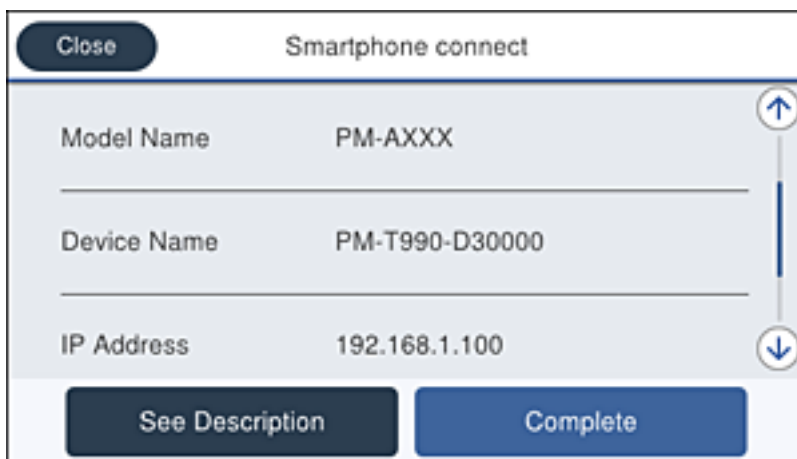 Close Smartphone connect
Model Name PM-AXXX
Device Name PM-T990-D30000
IP Address 192.168.1.100
See Description Complete